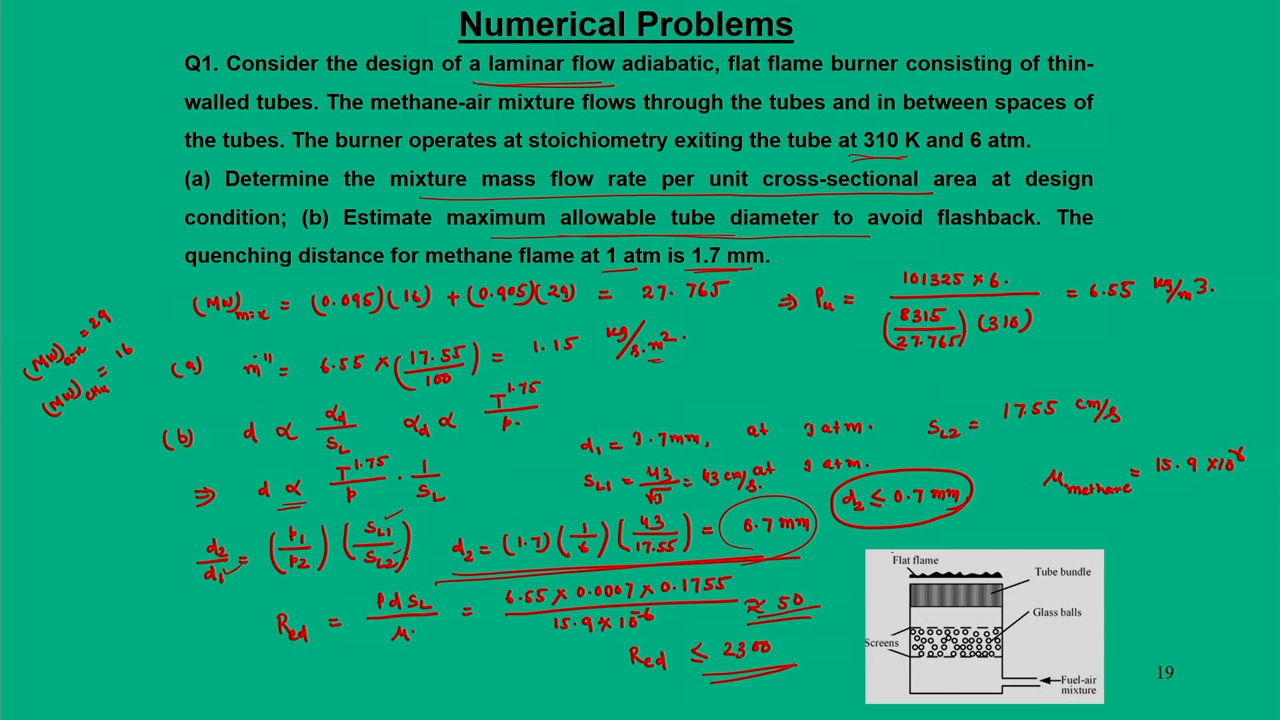 Numerical Problems
Q1. Consider the design of a laminar flow adiabatic, flat flame burner consisting of thin-
walled tubes. The methane-air mixture flows through the tubes and in between spaces of
the tubes. The burner operates at stoichiometry exiting the tube at 310 K and 6 atm.
(a) Determine the mixture mass flow rate per unit cross-sectional area at design
condition; (b) Estimate maximum allowable tube diameter to avoid flashback. The
quenching distance for methane flame at 1 atm is 1.7 mm.
(MW)mix = (0.095)(16) + (0.905)(29) = 27.765
⇒ ρu = 101325 × 6. / (8315/27.765)(310) = 6.55 kg/m3.
(MW)air = 29
(MW)CH4 = 16
(a) ṁ" = 6.55 × (17.55/100) = 1.15 kg/s.m².
(b) d ∝ αd/SL αd ∝ T^1.75/p.
d1 = 1.7mm, at 1 atm. SL2 = 17.55 cm/s
⇒ d ∝ T^1.75/p · 1/SL
SL1 = 43/√1 = 43 cm/s. at 1 atm.
d2 ≤ 0.7 mm
μmethane = 15.9 × 10^-6
d2/d1 = (p1/p2)(SL1/SL2)
d2 = (1.7)(1/6)(43/17.55) = 0.7 mm
Red = ρ d SL/μ. = 6.55 × 0.0007 × 0.1755 / 15.9 × 10^-6 ≈ 50
Red ≤ 2300
Flat flame
Tube bundle
Glass balls
Screens
Fuel-air
mixture
19